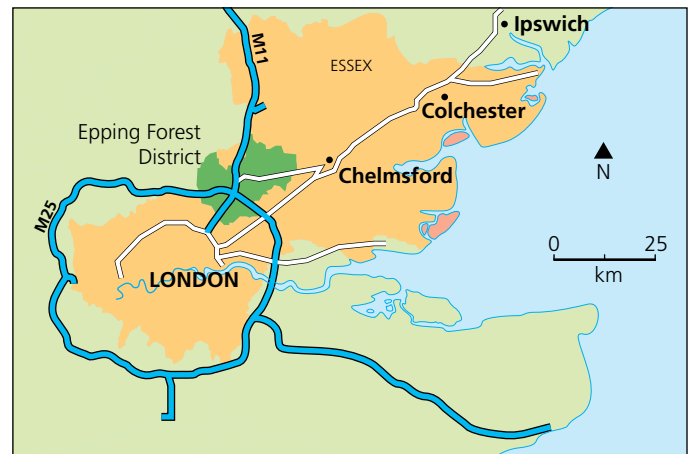 Ipswich
M11
ESSEX
Colchester
Epping Forest
District
Chelmsford
N
M25
0 25
km
LONDON